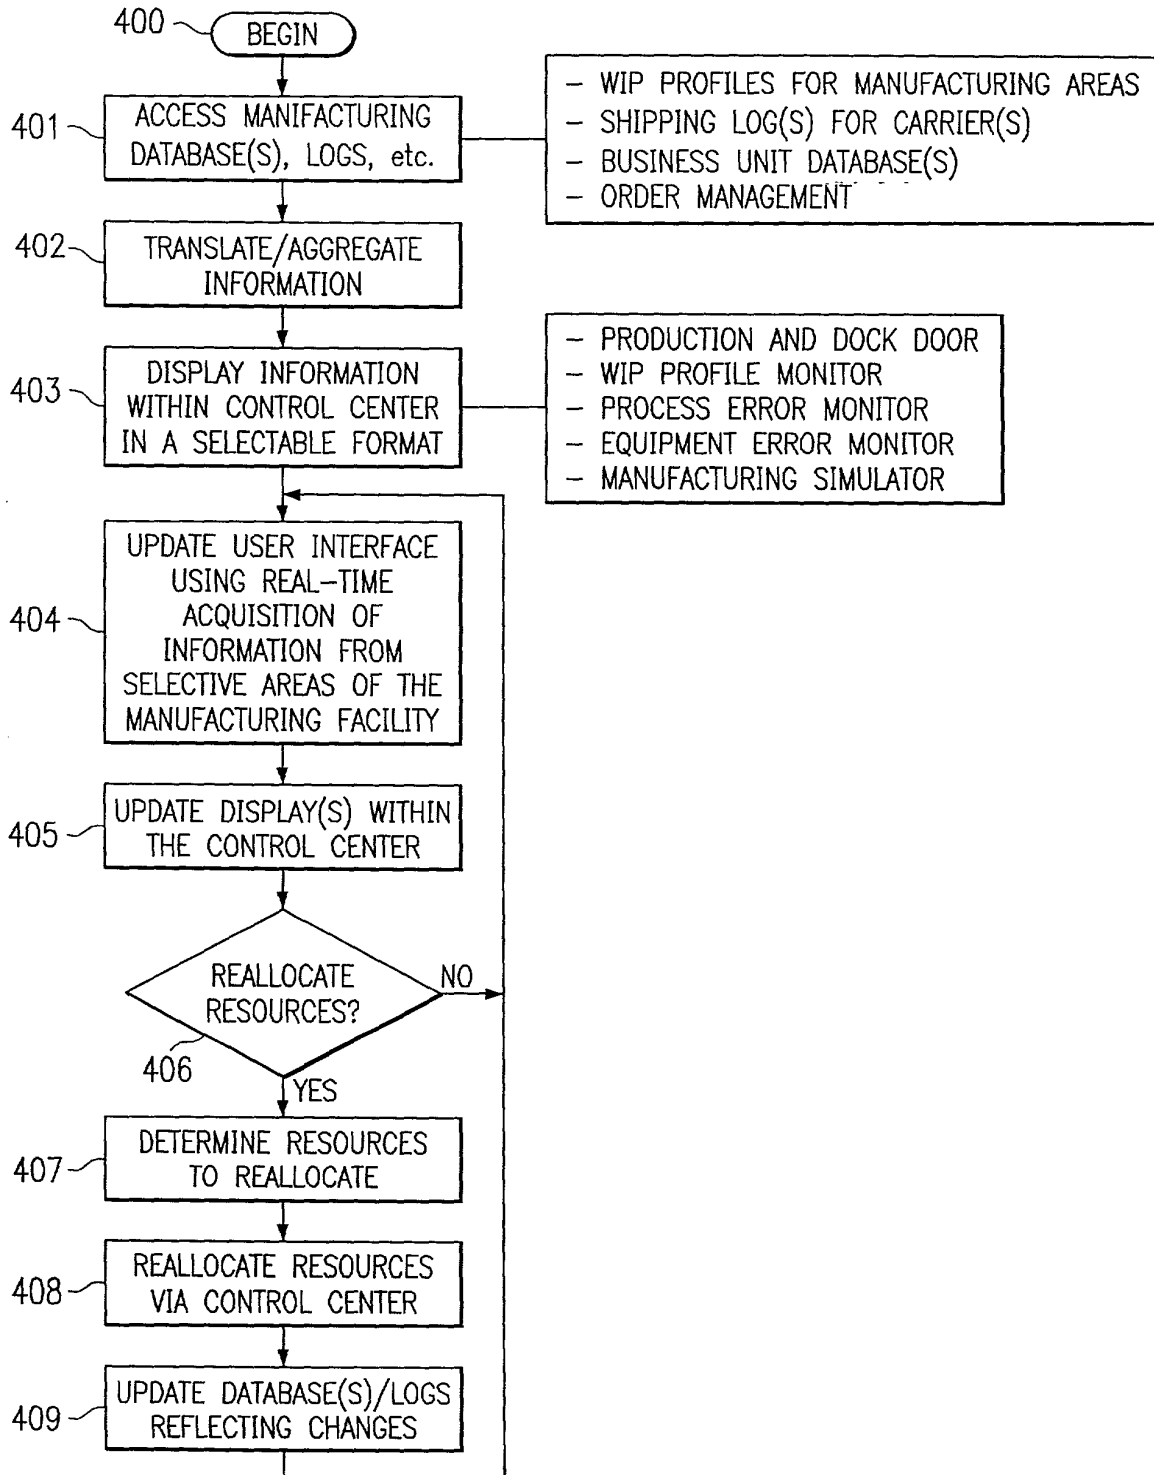 400
BEGIN
401
ACCESS MANIFACTURING
DATABASE(S), LOGS, etc.
- WIP PROFILES FOR MANUFACTURING AREAS
- SHIPPING LOG(S) FOR CARRIER(S)
- BUSINESS UNIT DATABASE(S)
- ORDER MANAGEMENT
402
TRANSLATE/AGGREGATE
INFORMATION
403
DISPLAY INFORMATION
WITHIN CONTROL CENTER
IN A SELECTABLE FORMAT
- PRODUCTION AND DOCK DOOR
- WIP PROFILE MONITOR
- PROCESS ERROR MONITOR
- EQUIPMENT ERROR MONITOR
- MANUFACTURING SIMULATOR
404
UPDATE USER INTERFACE
USING REAL-TIME
ACQUISITION OF
INFORMATION FROM
SELECTIVE AREAS OF THE
MANUFACTURING FACILITY
405
UPDATE DISPLAY(S) WITHIN
THE CONTROL CENTER
REALLOCATE
RESOURCES?
NO
406
YES
407
DETERMINE RESOURCES
TO REALLOCATE
408
REALLOCATE RESOURCES
VIA CONTROL CENTER
409
UPDATE DATABASE(S)/LOGS
REFLECTING CHANGES